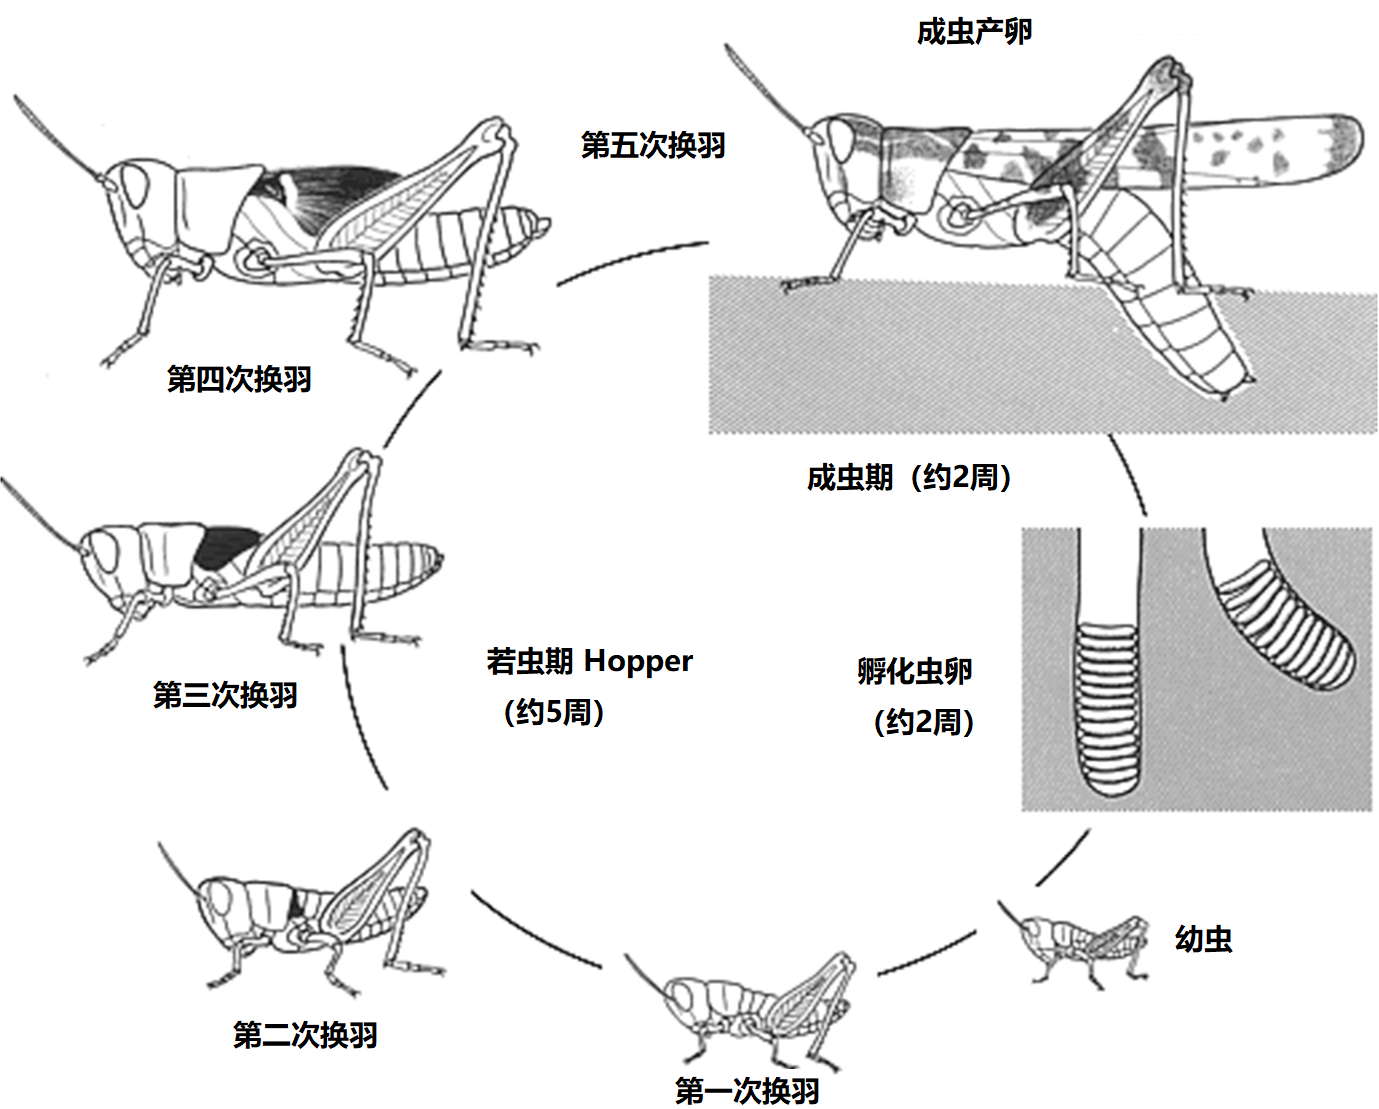 成虫产卵
第五次换羽
第四次换羽
成虫期（约2周）
若虫期 Hopper
（约5周）
孵化虫卵
（约2周）
第三次换羽
幼虫
第二次换羽
第一次换羽